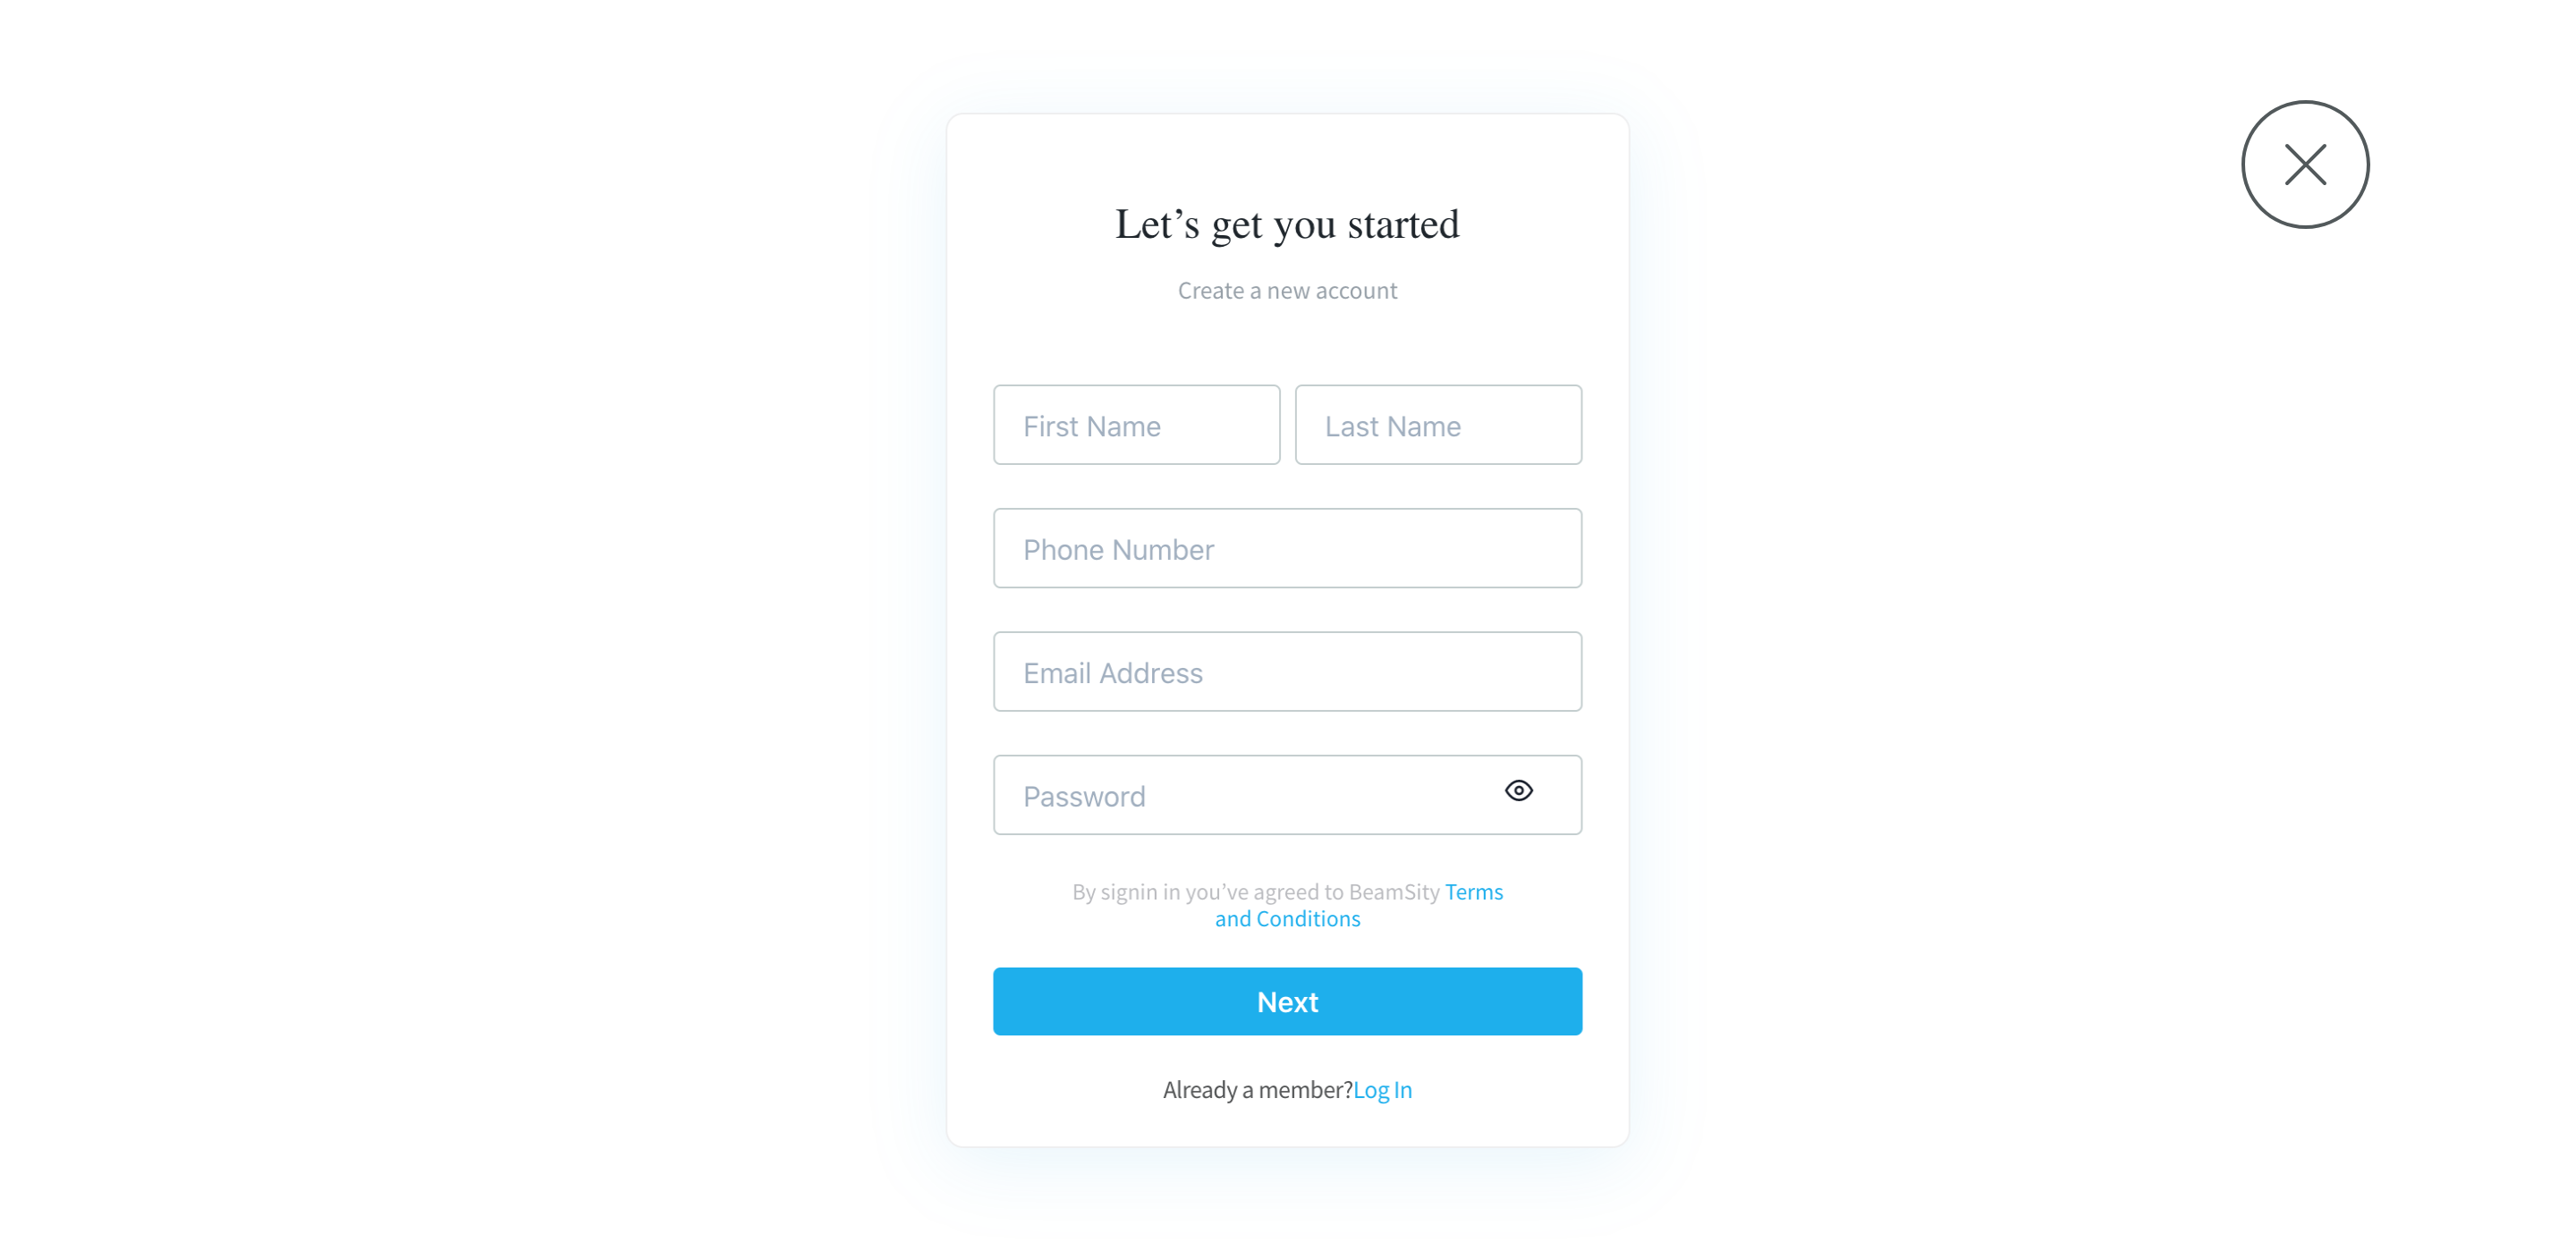 Let’s get you started
Create a new account
First Name
Last Name
Phone Number
Email Address
Password
By signin in you’ve agreed to BeamSity Terms
and Conditions
Next
Already a member?Log In